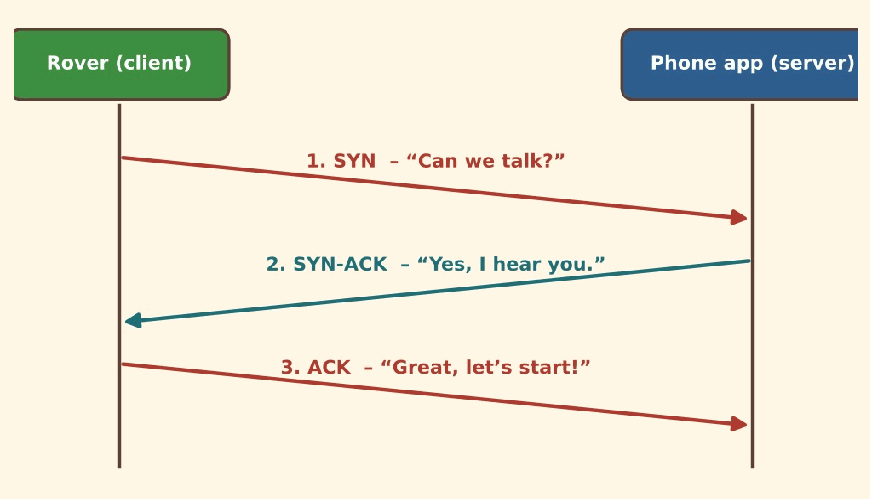 Rover (client)
Phone app (server)
1. SYN – “Can we talk?”
2. SYN-ACK – “Yes, I hear you.”
3. ACK – “Great, let’s start!”